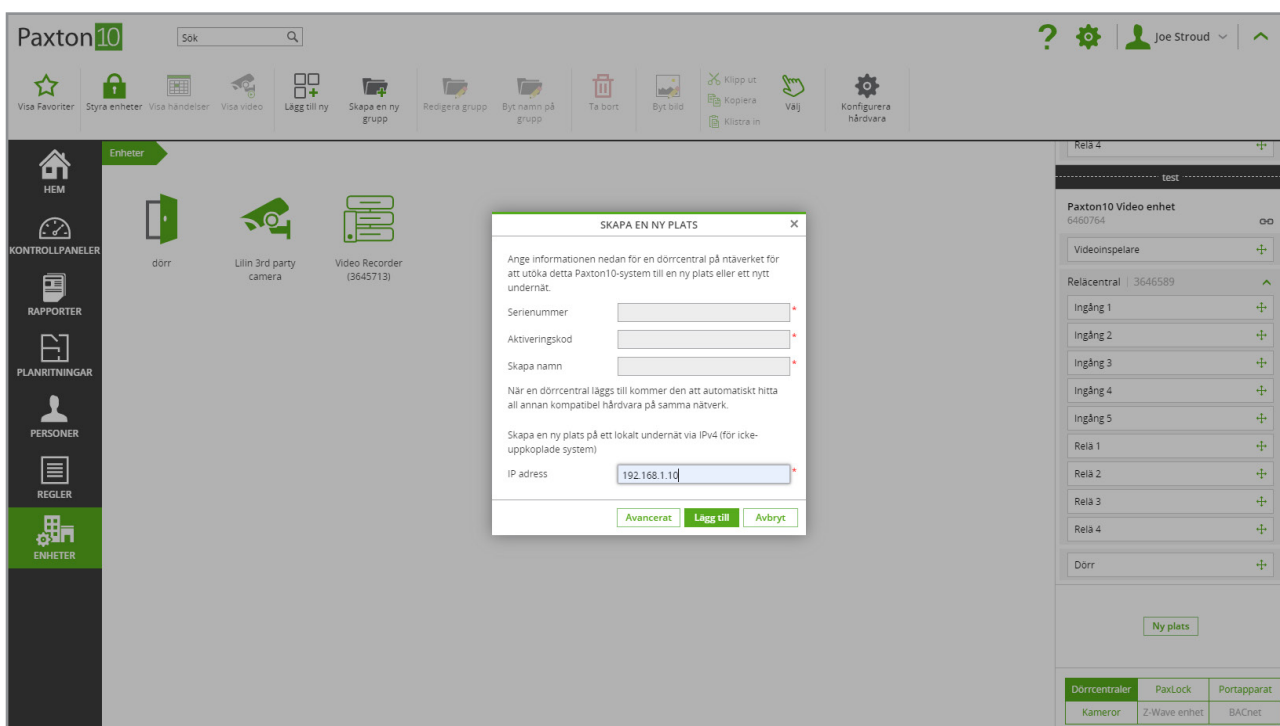 Paxton10
Sök
?
Joe Stroud
Visa Favoriter
Styra enheter
Visa händelser
Visa video
Lägg till ny
Skapa en ny
grupp
Redigera grupp
Byt namn på
grupp
Ta bort
Byt bild
Klipp ut
Kopiera
Klistra in
Välj
Konfigurera
hårdvara
HEM
KONTROLLPANELER
RAPPORTER
PLANRITNINGAR
PERSONER
REGLER
ENHETER
Enheter
dörr
Lilin 3rd party
camera
Video Recorder
(3645713)
SKAPA EN NY PLATS
Ange informationen nedan för en dörrcentral på ntäverket för
att utöka detta Paxton10-system till en ny plats eller ett nytt
undernät.
Serienummer *
Aktiveringskod *
Skapa namn *
När en dörrcentral läggs till kommer den att automatiskt hitta
all annan kompatibel hårdvara på samma nätverk.
Skapa en ny plats på ett lokalt undernät via IPv4 (för icke-
uppkoplade system)
IP adress 192.168.1.10 *
Avancerat Lägg till Avbryt
Relä 4
test
Paxton10 Video enhet
6460764
Videoinspelare
Reläcentral | 3646589
Ingång 1
Ingång 2
Ingång 3
Ingång 4
Ingång 5
Relä 1
Relä 2
Relä 3
Relä 4
Dörr
Ny plats
Dörrcentraler PaxLock Portapparat
Kameror Z-Wave enhet BACnet